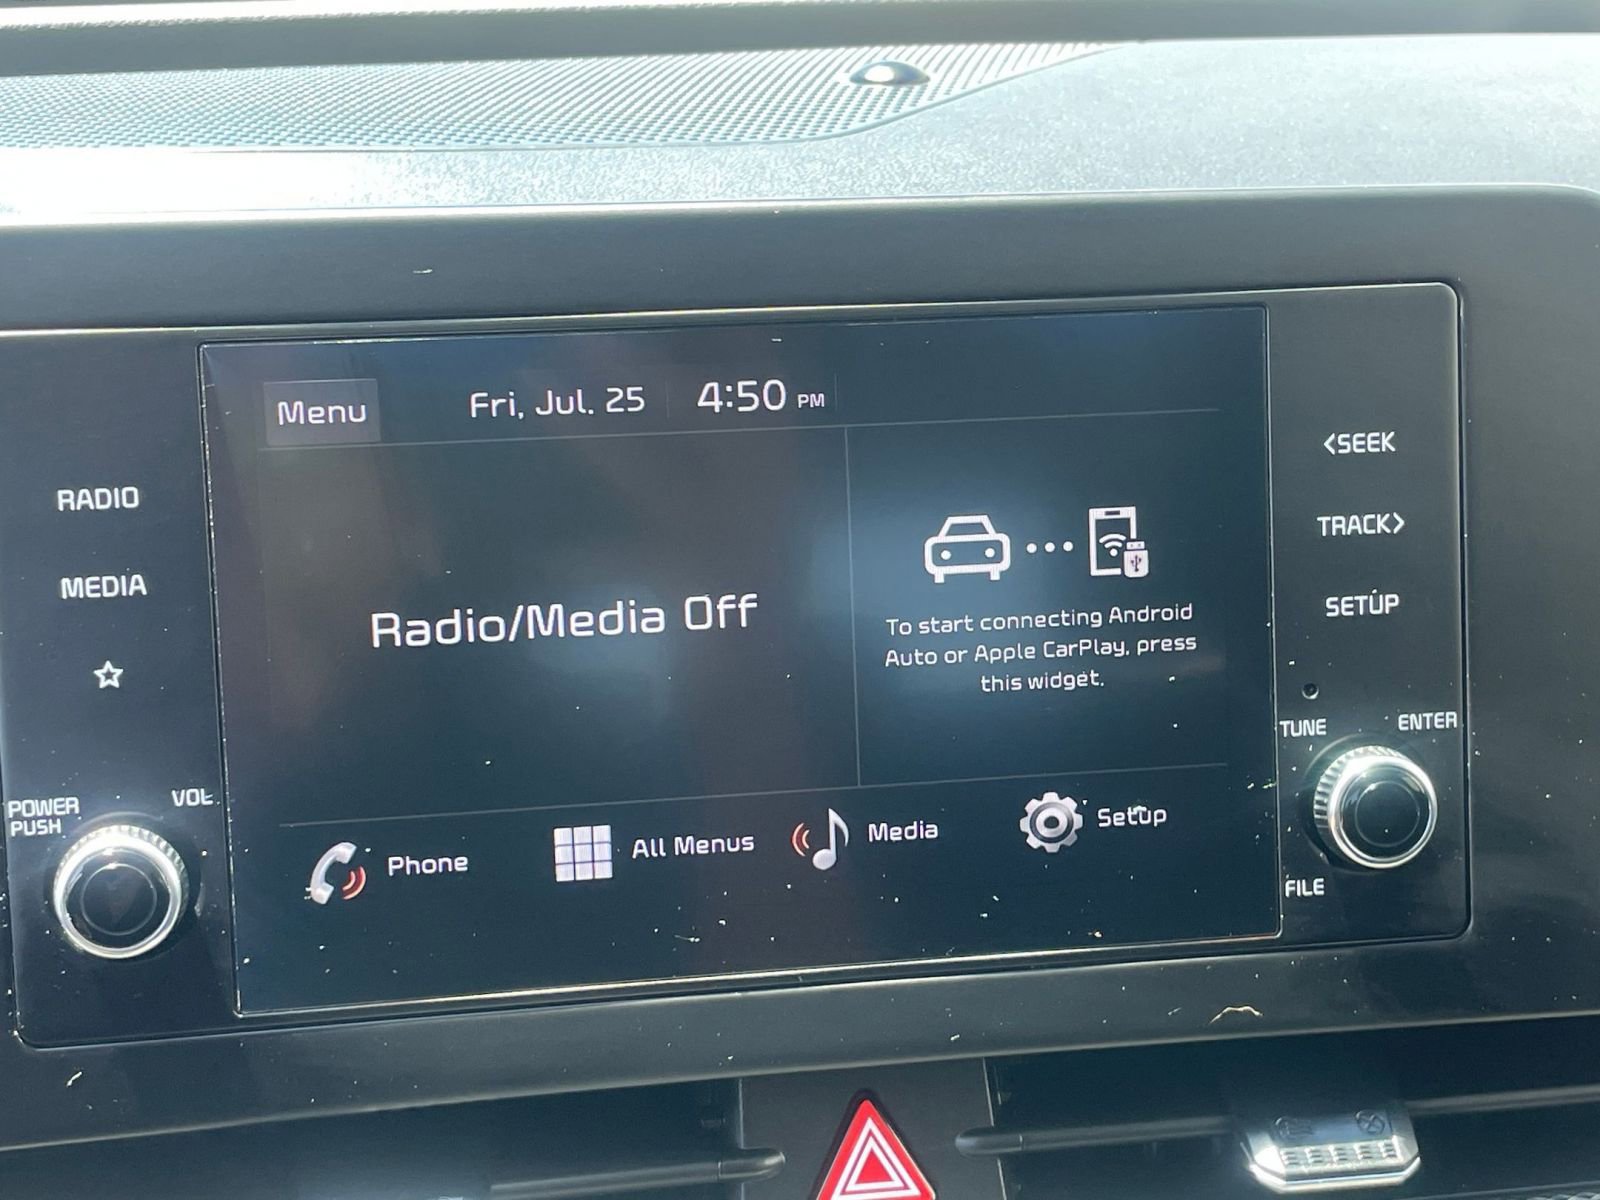 Menu
Fri, Jul. 25
4:50 PM
RADIO
MEDIA
POWER
PUSH
VOL
Radio/Media Off
To start connecting Android
Auto or Apple CarPlay, press
this widget.
Phone
All Menus
Media
Setup
<SEEK
TRACK>
SETUP
TUNE
ENTER
FILE